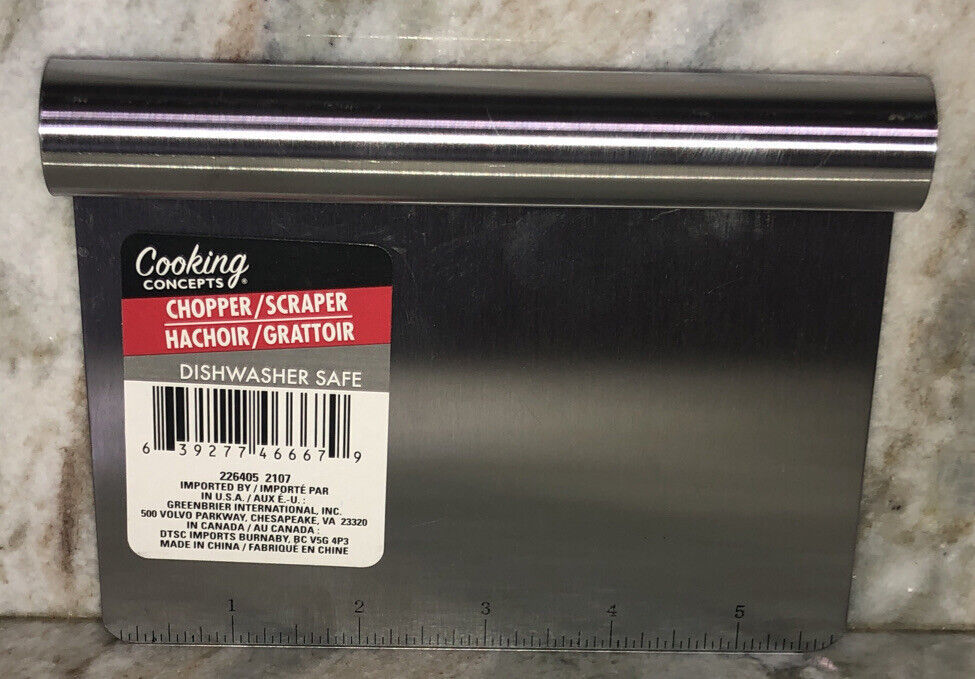 Cooking
CONCEPTS®
CHOPPER/SCRAPER
HACHOIR/GRATTOIR
DISHWASHER SAFE
6 39277 46667 9
226405 2107
IMPORTED BY / IMPORTÉ PAR
IN U.S.A. / AUX É.-U. :
GREENBRIER INTERNATIONAL, INC.
500 VOLVO PARKWAY, CHESAPEAKE, VA 23320
IN CANADA / AU CANADA :
DTSC IMPORTS BURNABY, BC V5G 4P3
MADE IN CHINA / FABRIQUÉ EN CHINE
1 2 3 4 5